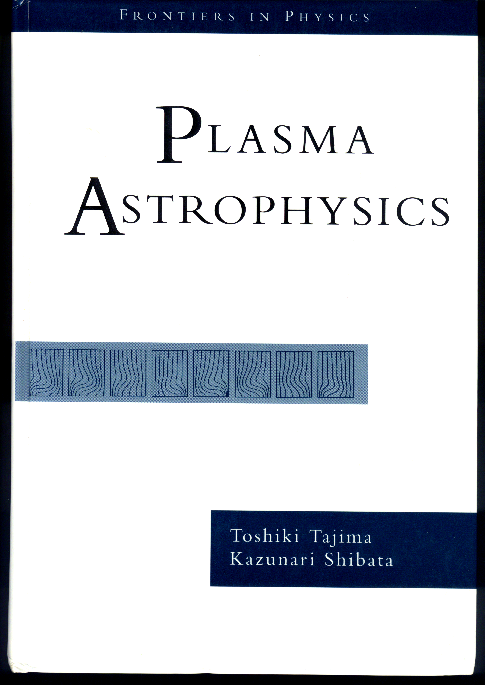 FRONTIERS IN PHYSICS
PLASMA
ASTROPHYSICS
Toshiki Tajima
Kazunari Shibata